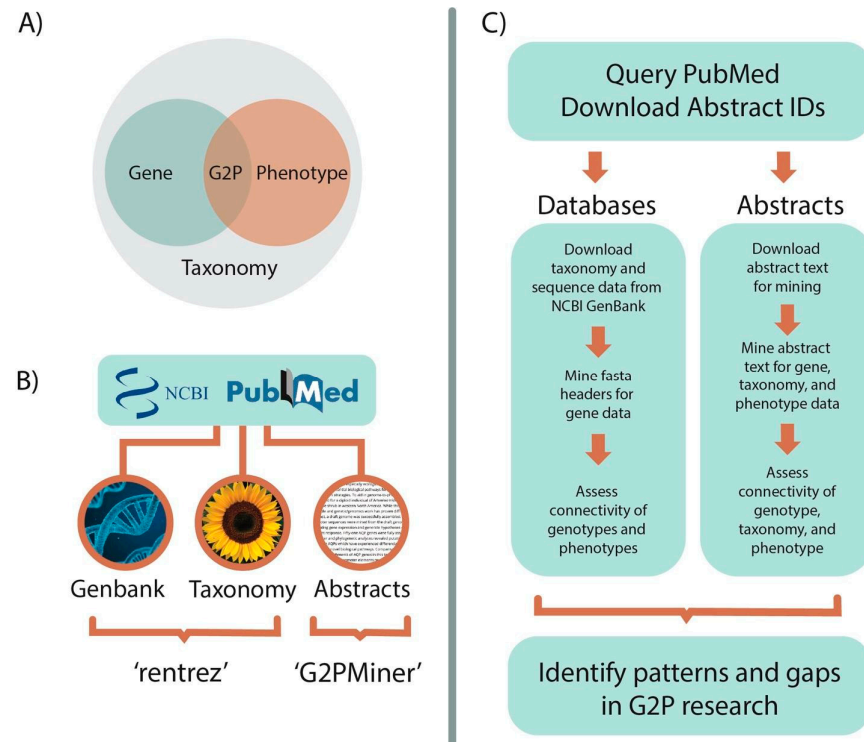 A)
Gene
G2P
Phenotype
Taxonomy
B)
NCBI
PubMed
Genbank
Taxonomy
Abstracts
'rentrez'
'G2PMiner'
C)
Query PubMed
Download Abstract IDs
Databases
Download
taxonomy and
sequence data from
NCBI GenBank
Mine fasta
headers for
gene data
Assess
connectivity of
genotypes and
phenotypes
Abstracts
Download
abstract text
for mining
Mine abstract
text for gene,
taxonomy, and
phenotype data
Assess
connectivity of
genotype,
taxonomy, and
phenotype
Identify patterns and gaps
in G2P research